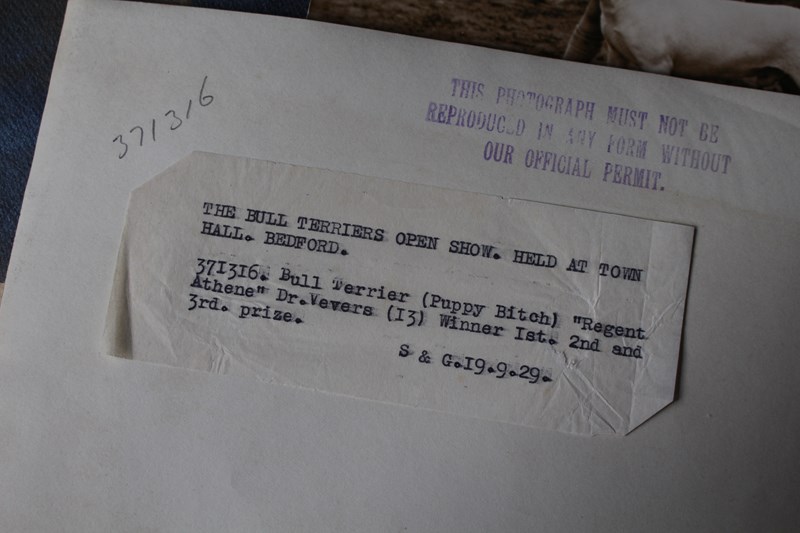 371316
THIS PHOTOGRAPH MUST NOT BE
REPRODUCED IN ANY FORM WITHOUT
OUR OFFICIAL PERMIT.
THE BULL TERRIERS OPEN SHOW. HELD AT TOWN
HALL. BEDFORD.
371316. Bull Terrier (Puppy Bitch) "Regent
Athene" Dr.Vevers (I3) Winner Ist. 2nd and
3rd. prize.
S & G.I9.9.29.